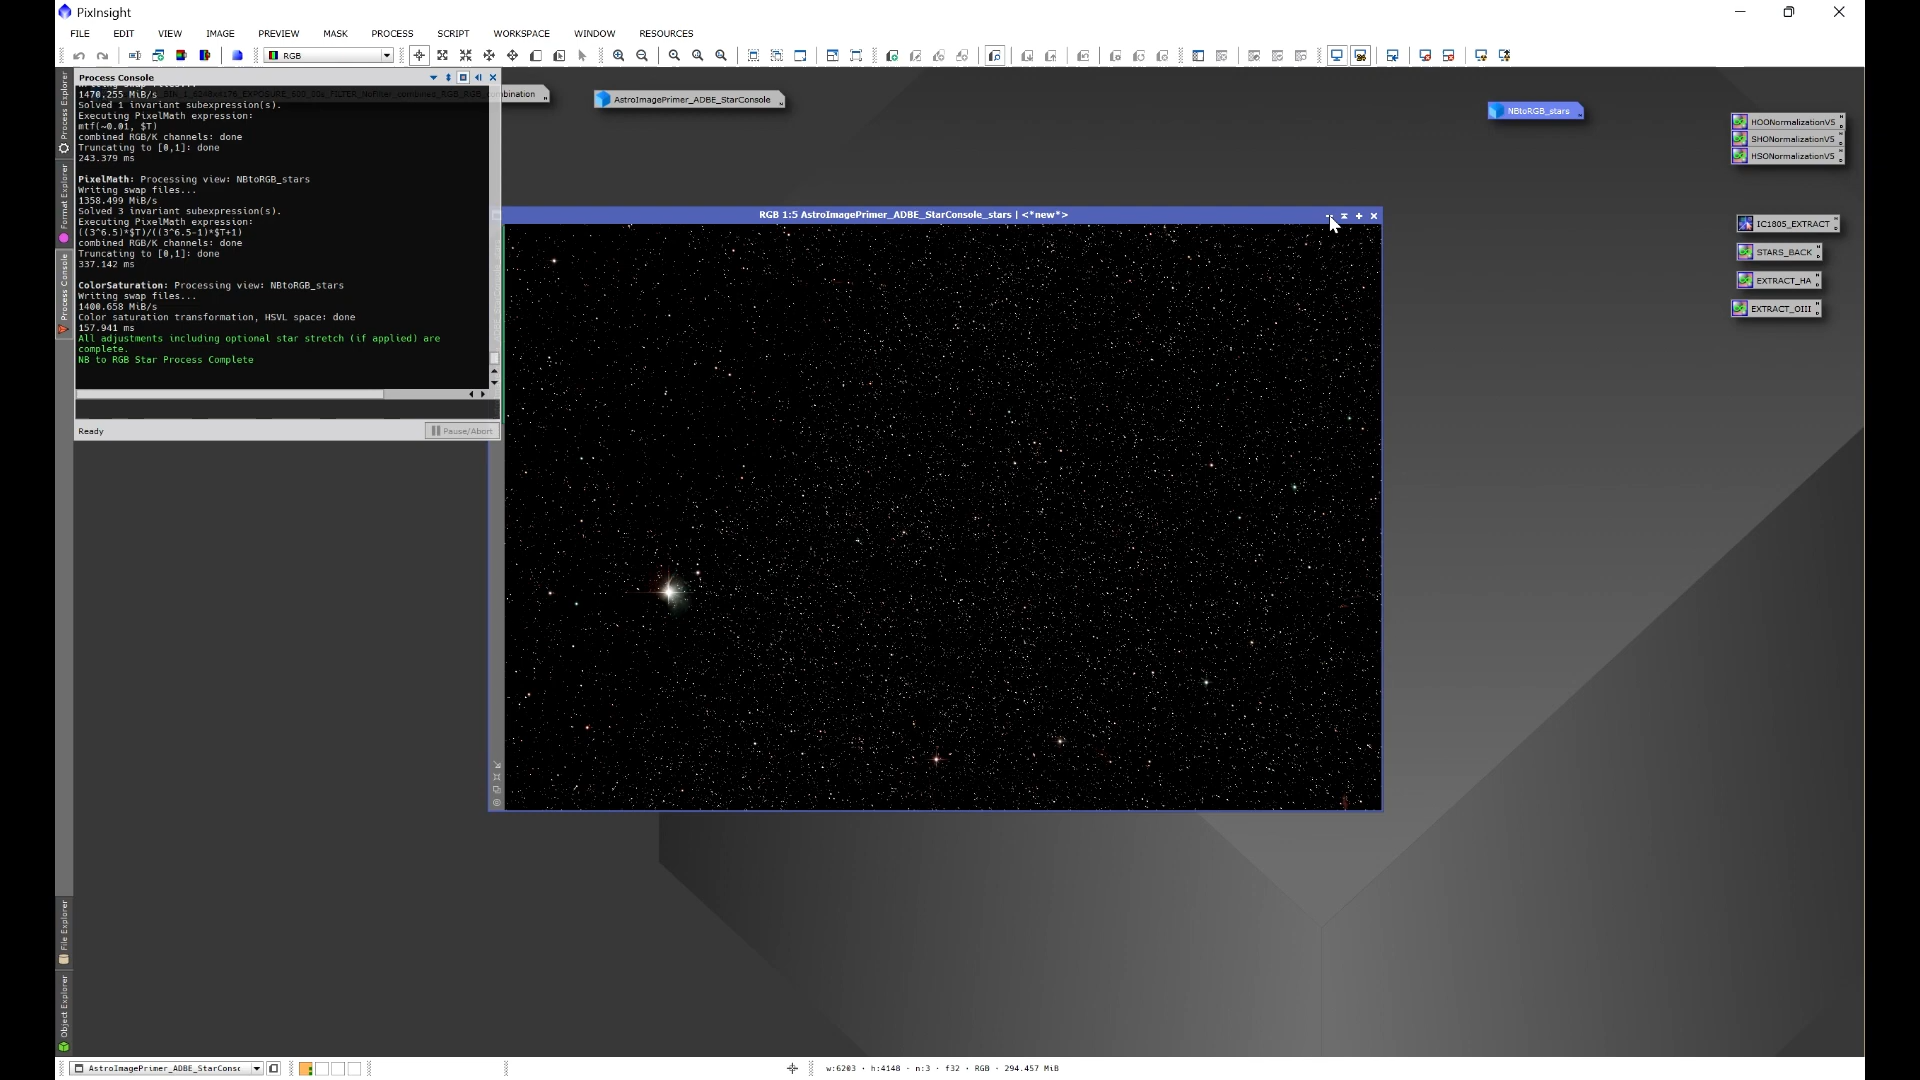 PixInsight
FILE EDIT VIEW IMAGE PREVIEW MASK PROCESS SCRIPT WORKSPACE WINDOW RESOURCES
RGB
Process Console
1470.255 MiB/s
Solved 1 invariant subexpression(s).
Executing PixelMath expression:
mtf(~0.01, $T)
combined RGB/K channels: done
Truncating to [0,1]: done
243.379 ms
PixelMath: Processing view: NBtoRGB_stars
Writing swap files...
1358.499 MiB/s
Solved 3 invariant subexpression(s).
Executing PixelMath expression:
((3^6.5)*$T)/((3^6.5-1)*$T+1)
combined RGB/K channels: done
Truncating to [0,1]: done
337.142 ms
ColorSaturation: Processing view: NBtoRGB_stars
Writing swap files...
1400.658 MiB/s
Color saturation transformation, HSVL space: done
157.941 ms
All adjustments including optional star stretch (if applied) are
complete.
NB to RGB Star Process Complete
Ready
Pause/Abort
Process Explorer
Format Explorer
Process Console
File Explorer
Object Explorer
AstroImagePrimer_ADBE_StarConsole
NBtoRGB_stars
HOONormalizationV5
SHONormalizationV5
HSONormalizationV5
IC1805_EXTRACT
STARS_BACK
EXTRACT_HA
EXTRACT_OIII
RGB 1:5 AstroImagePrimer_ADBE_StarConsole_stars | <*new*>
AstroImagePrimer_ADBE_StarConsc
w:6203 · h:4148 · n:3 · f32 · RGB · 294.457 MiB